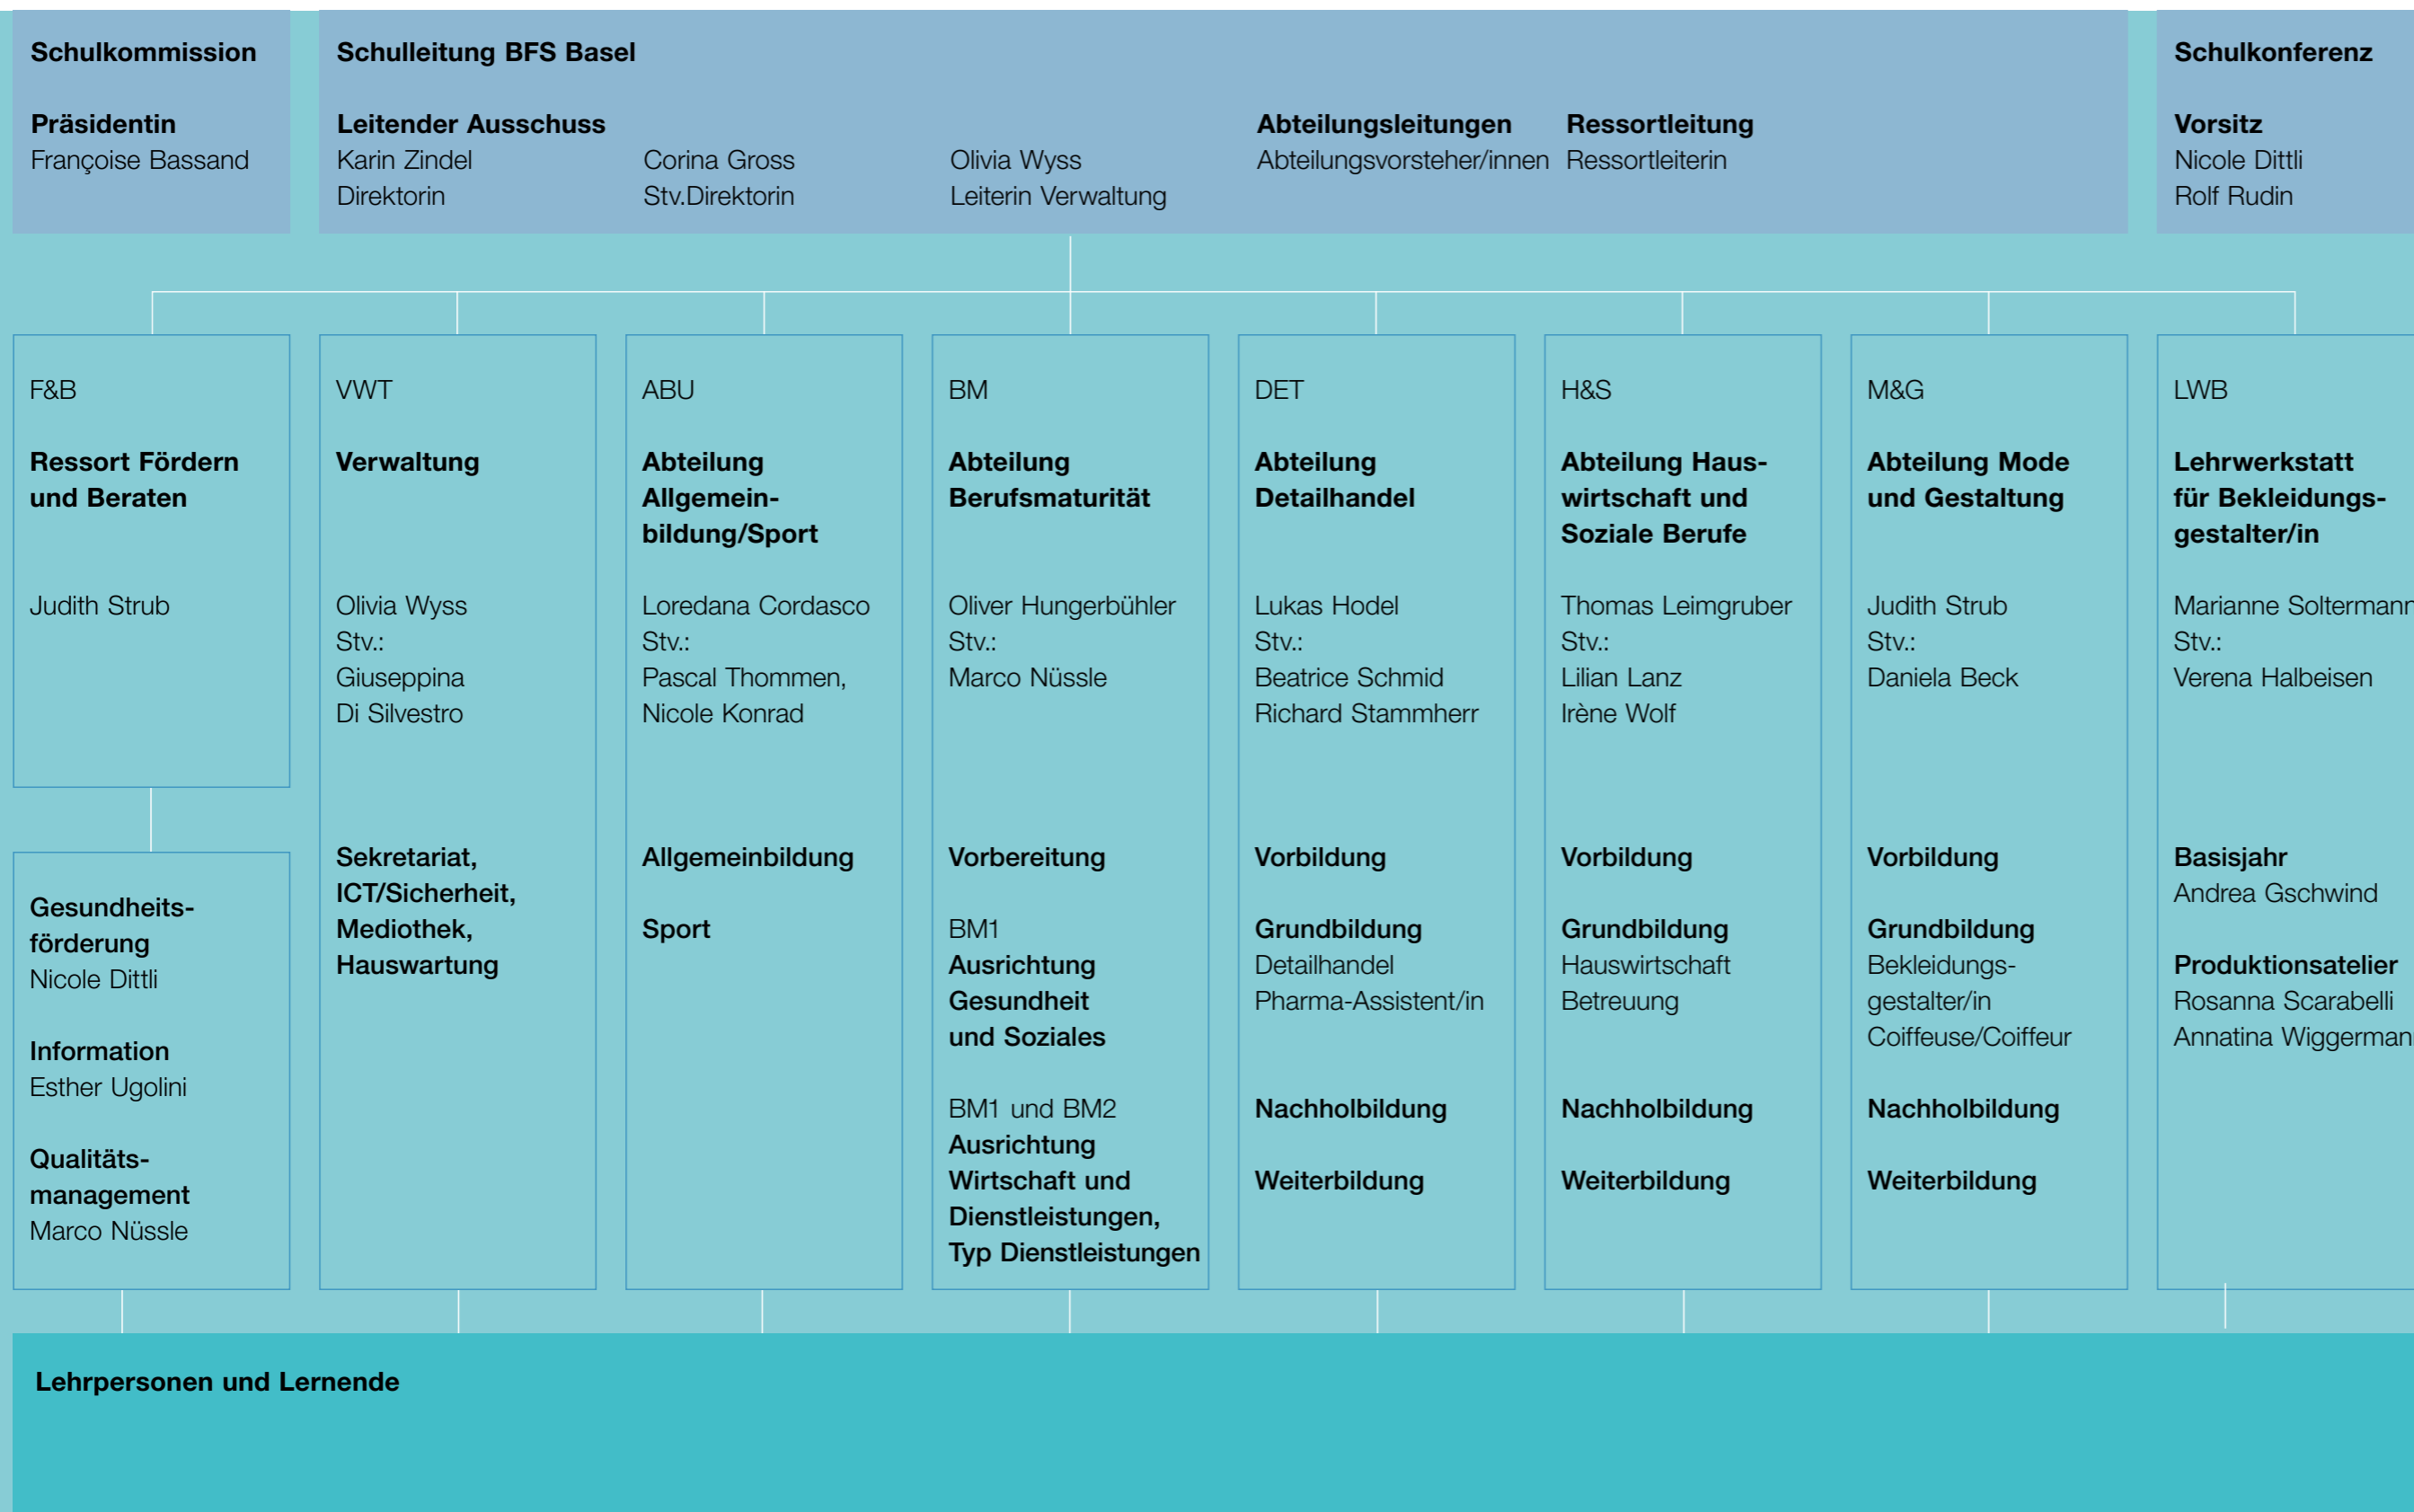 Schulkommission
Präsidentin
Françoise Bassand
Schulleitung BFS Basel
Leitender Ausschuss
Karin Zindel
Direktorin
Corina Gross
Stv.Direktorin
Olivia Wyss
Leiterin Verwaltung
Abteilungsleitungen
Abteilungsvorsteher/innen
Ressortleitung
Ressortleiterin
Schulkonferenz
Vorsitz
Nicole Dittli
Rolf Rudin
F&B
Ressort Fördern
und Beraten
Judith Strub
Gesundheits-
förderung
Nicole Dittli
Information
Esther Ugolini
Qualitäts-
management
Marco Nüssle
VWT
Verwaltung
Olivia Wyss
Stv.:
Giuseppina
Di Silvestro
Sekretariat,
ICT/Sicherheit,
Mediothek,
Hauswartung
ABU
Abteilung
Allgemein-
bildung/Sport
Loredana Cordasco
Stv.:
Pascal Thommen,
Nicole Konrad
Allgemeinbildung
Sport
BM
Abteilung
Berufsmaturität
Oliver Hungerbühler
Stv.:
Marco Nüssle
Vorbereitung
BM1
Ausrichtung
Gesundheit
und Soziales
BM1 und BM2
Ausrichtung
Wirtschaft und
Dienstleistungen,
Typ Dienstleistungen
DET
Abteilung
Detailhandel
Lukas Hodel
Stv.:
Beatrice Schmid
Richard Stammherr
Vorbildung
Grundbildung
Detailhandel
Pharma-Assistent/in
Nachholbildung
Weiterbildung
H&S
Abteilung Haus-
wirtschaft und
Soziale Berufe
Thomas Leimgruber
Stv.:
Lilian Lanz
Irène Wolf
Vorbildung
Grundbildung
Hauswirtschaft
Betreuung
Nachholbildung
Weiterbildung
M&G
Abteilung Mode
und Gestaltung
Judith Strub
Stv.:
Daniela Beck
Vorbildung
Grundbildung
Bekleidungs-
gestalter/in
Coiffeuse/Coiffeur
Nachholbildung
Weiterbildung
LWB
Lehrwerkstatt
für Bekleidungs-
gestalter/in
Marianne Soltermann
Stv.:
Verena Halbeisen
Basisjahr
Andrea Gschwind
Produktionsatelier
Rosanna Scarabelli
Annatina
Lehrpersonen und Lernende